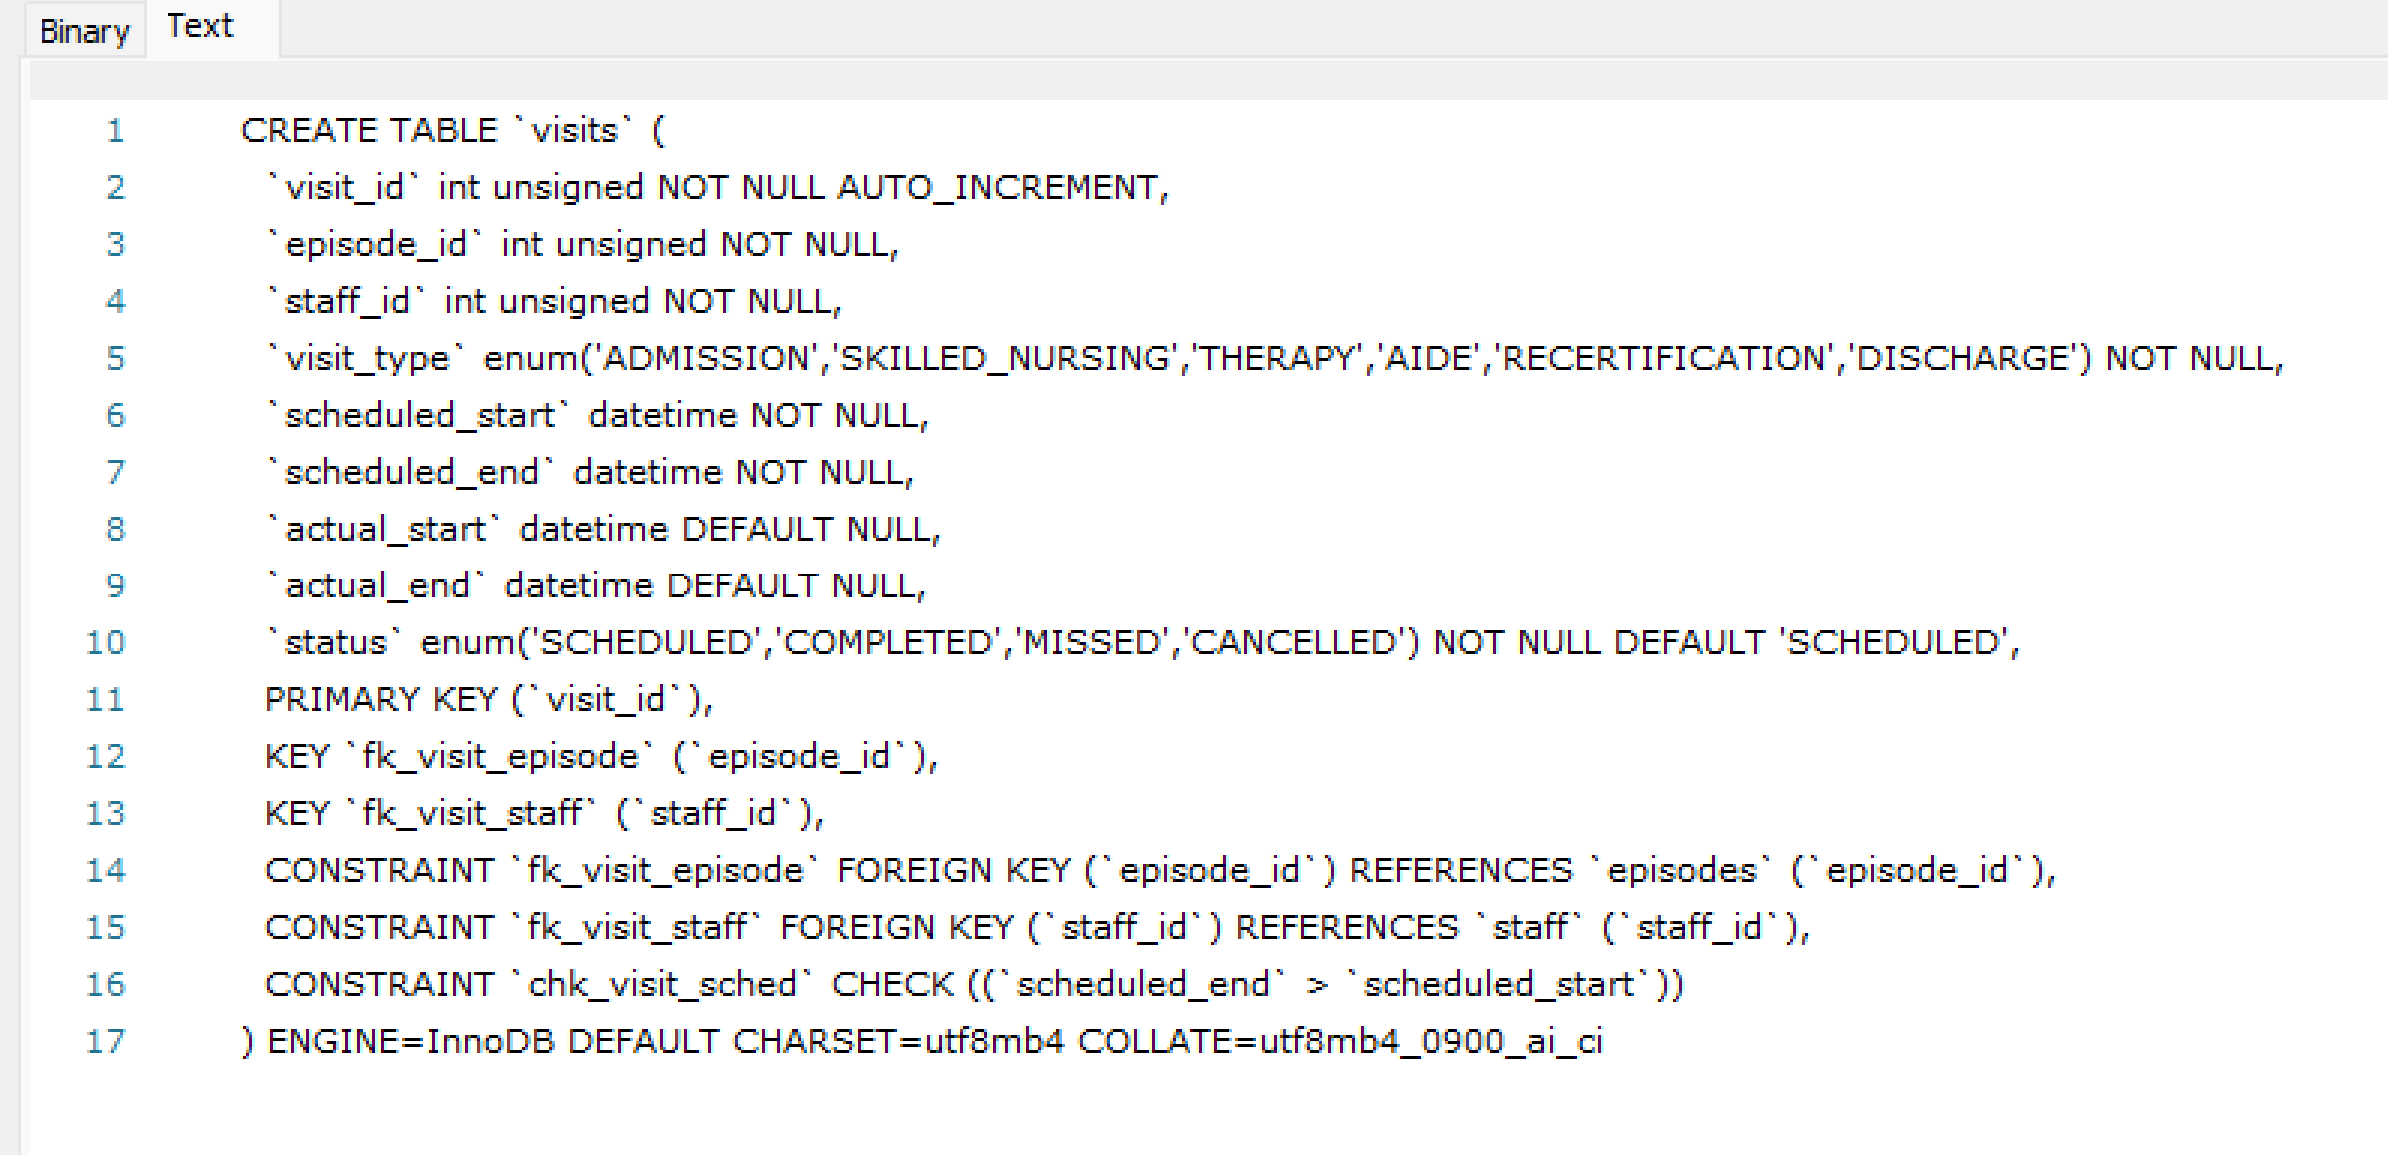 Binary Text
1 CREATE TABLE `visits` (
2 `visit_id` int unsigned NOT NULL AUTO_INCREMENT,
3 `episode_id` int unsigned NOT NULL,
4 `staff_id` int unsigned NOT NULL,
5 `visit_type` enum('ADMISSION','SKILLED_NURSING','THERAPY','AIDE','RECERTIFICATION','DISCHARGE') NOT NULL,
6 `scheduled_start` datetime NOT NULL,
7 `scheduled_end` datetime NOT NULL,
8 `actual_start` datetime DEFAULT NULL,
9 `actual_end` datetime DEFAULT NULL,
10 `status` enum('SCHEDULED','COMPLETED','MISSED','CANCELLED') NOT NULL DEFAULT 'SCHEDULED',
11 PRIMARY KEY (`visit_id`),
12 KEY `fk_visit_episode` (`episode_id`),
13 KEY `fk_visit_staff` (`staff_id`),
14 CONSTRAINT `fk_visit_episode` FOREIGN KEY (`episode_id`) REFERENCES `episodes` (`episode_id`),
15 CONSTRAINT `fk_visit_staff` FOREIGN KEY (`staff_id`) REFERENCES `staff` (`staff_id`),
16 CONSTRAINT `chk_visit_sched` CHECK ((`scheduled_end` > `scheduled_start`))
17 ) ENGINE=InnoDB DEFAULT CHARSET=utf8mb4 COLLATE=utf8mb4_0900_ai_ci